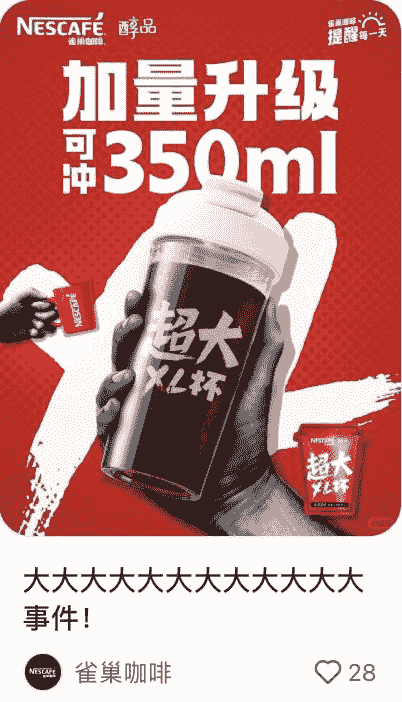 NESCAFÉ 醇品
雀巢咖啡
雀巢咖啡
提醒每一天
加量升级
可冲350ml
NESCAFÉ
超大
XL杯
NESCAFÉ
超大
XL杯
大大大大大大大大大大大大
事件！
NESCAFÉ
雀巢咖啡
28